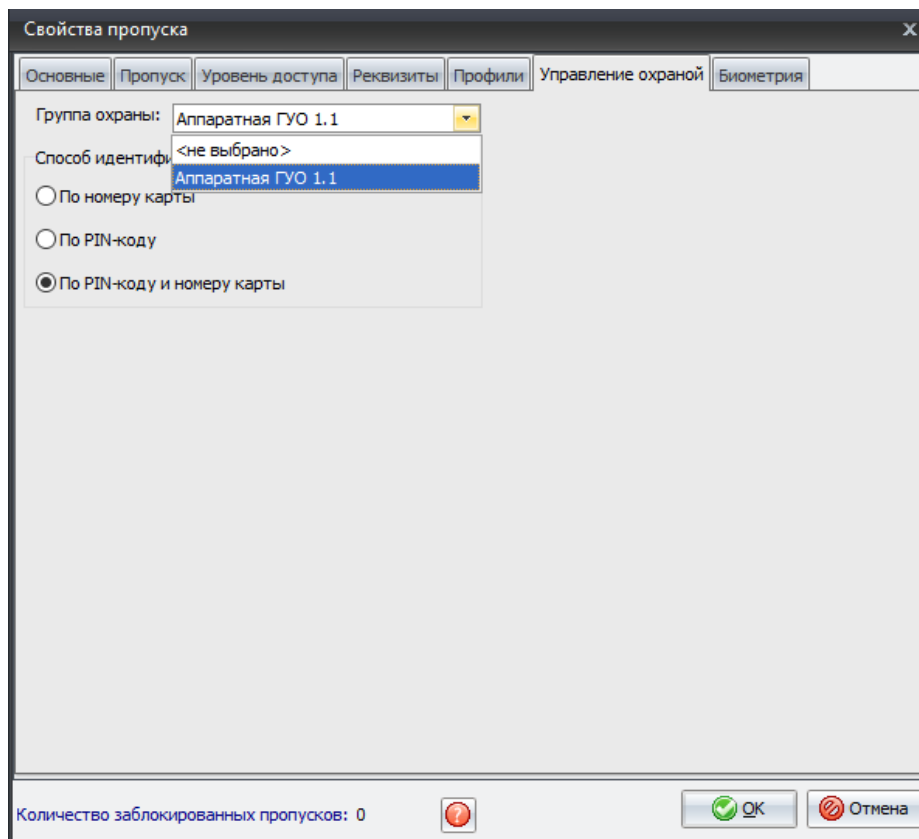 Свойства пропуска x
Основные Пропуск Уровень доступа Реквизиты Профили Управление охраной Биометрия
Группа охраны: Аппаратная ГУО 1.1
<не выбрано>
Способ идентифи
Аппаратная ГУО 1.1
По номеру карты
По PIN-коду
По PIN-коду и номеру карты
Количество заблокированных пропусков: 0 ? OK Отмена